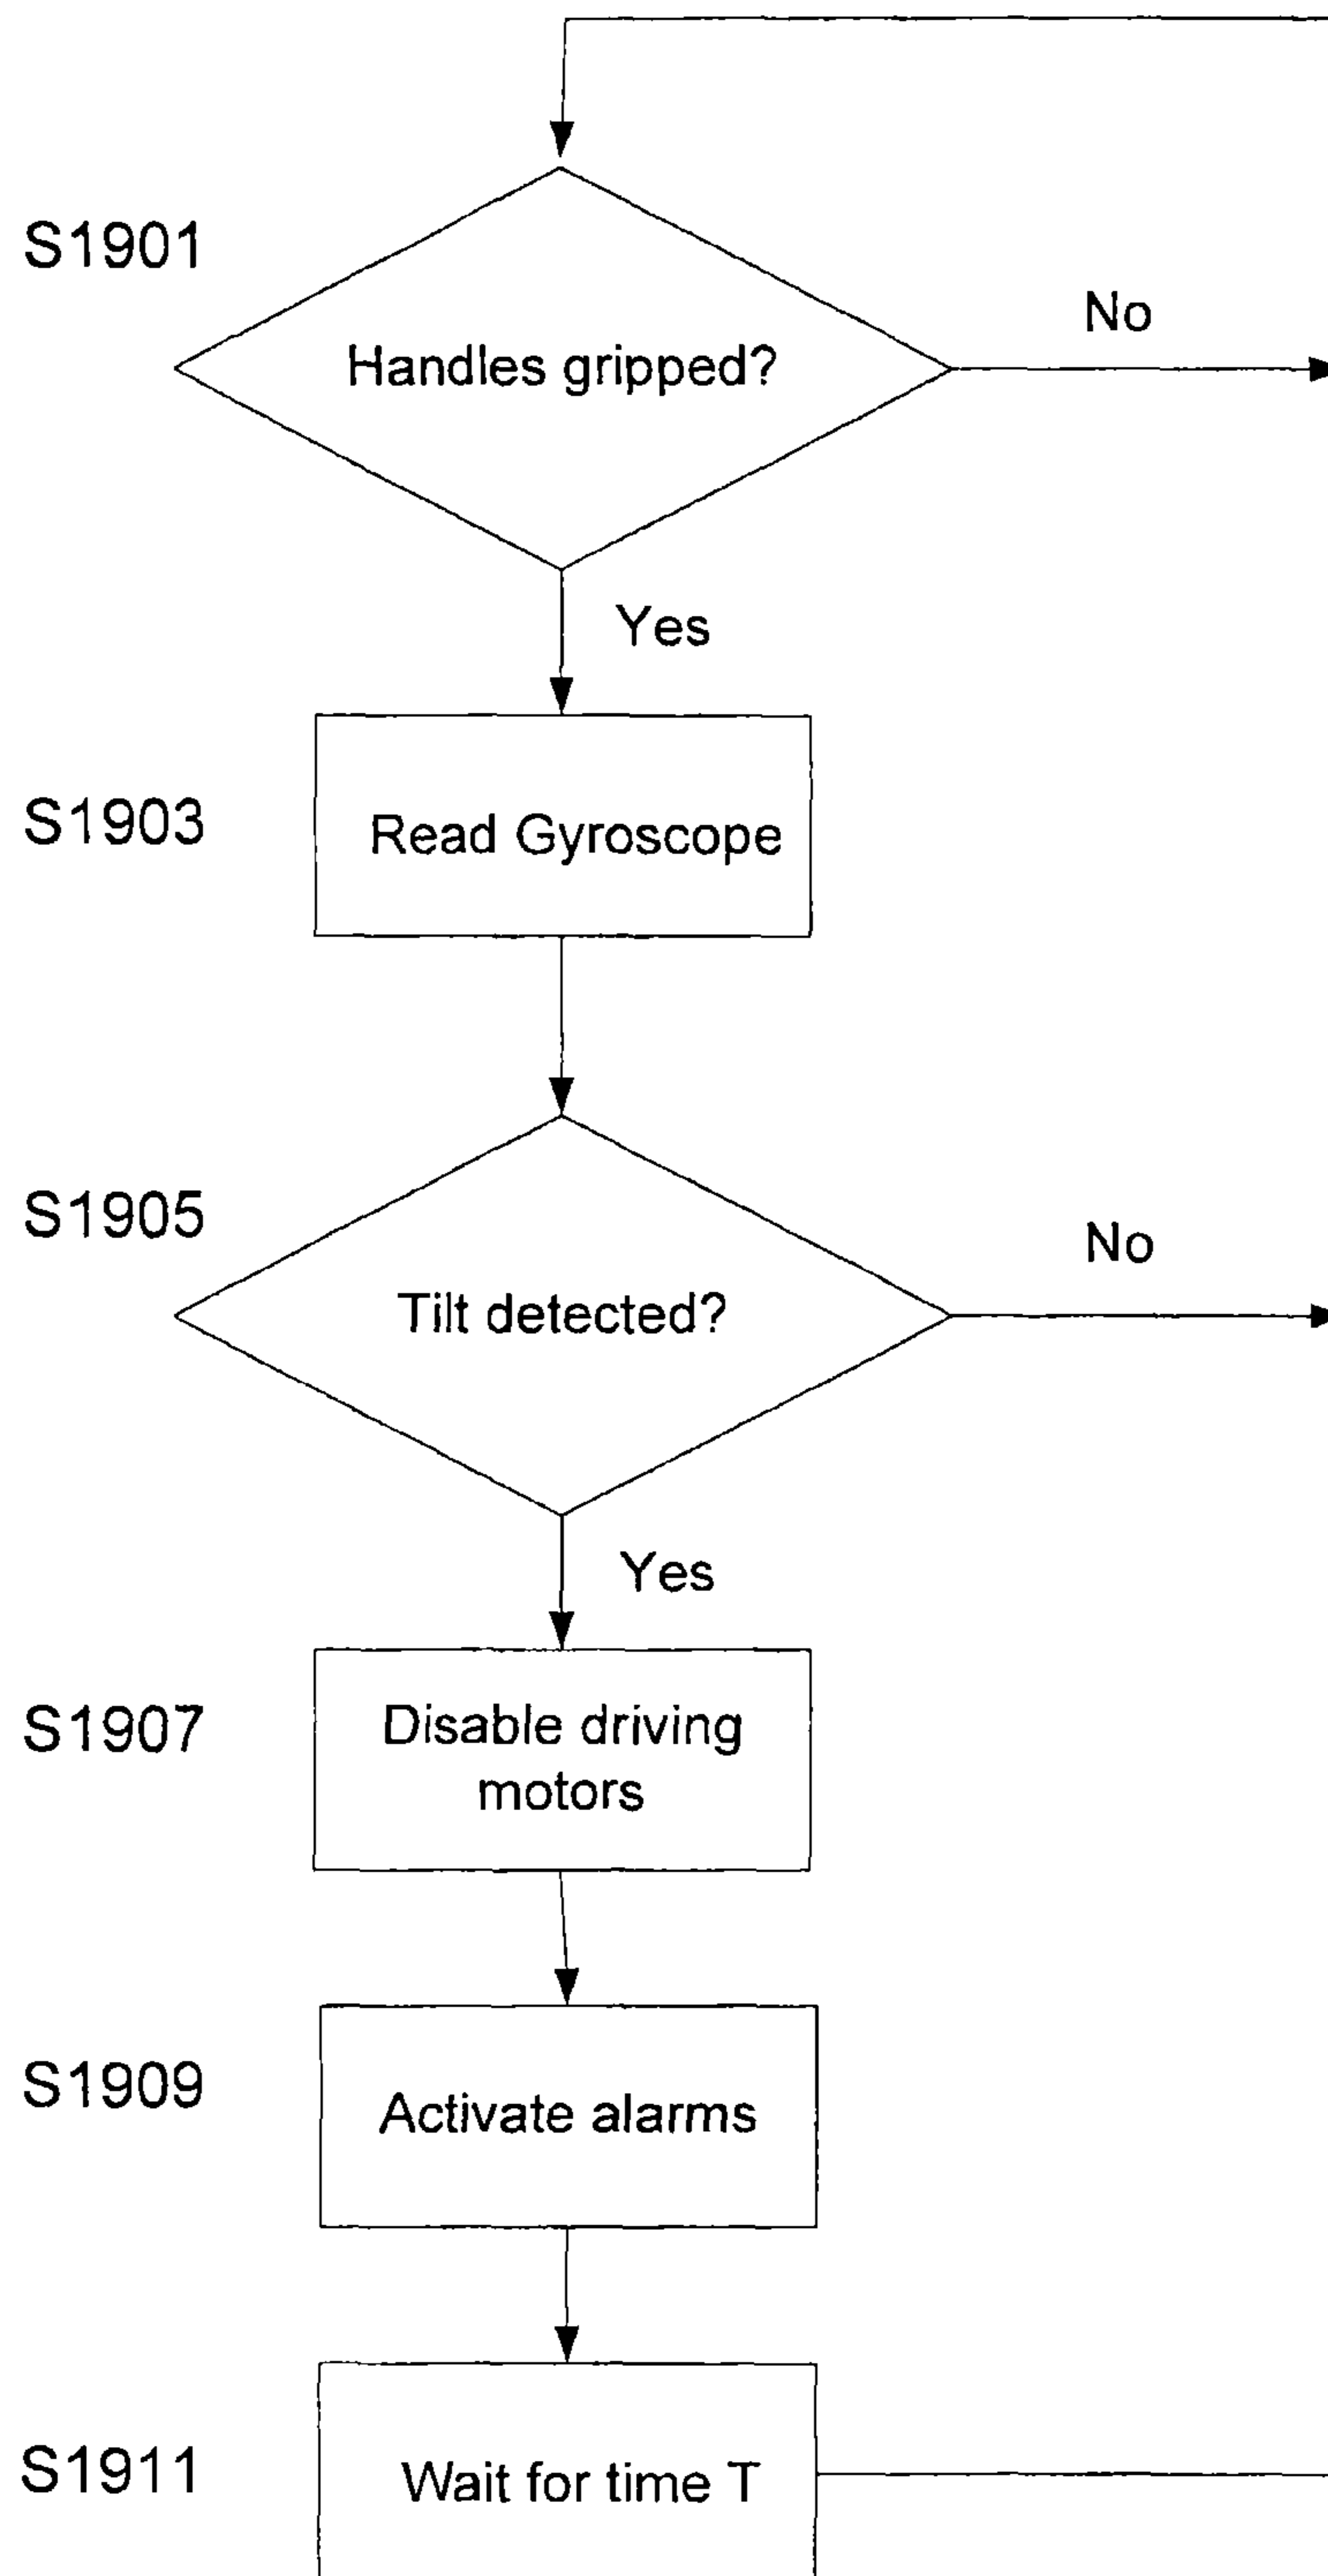 S1901
Handles gripped?
No
Yes
S1903
Read Gyroscope
S1905
Tilt detected?
No
Yes
S1907
Disable driving
motors
S1909
Activate alarms
S1911
Wait for time T